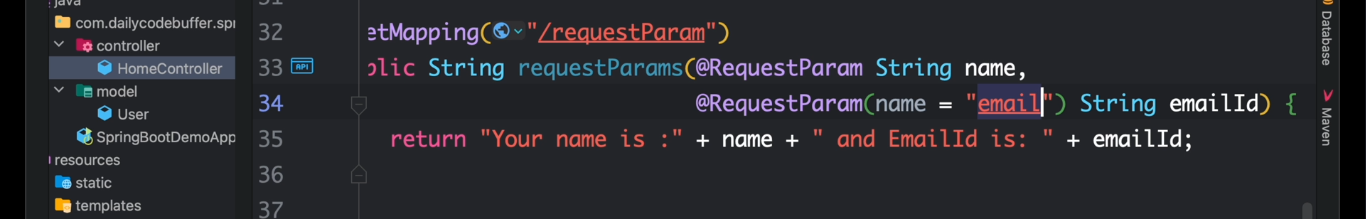 java
com.dailycodebuffer.spr
controller
HomeController
model
User
SpringBootDemoApp
resources
static
templates
32 etMapping("/requestParam")
33 API blic String requestParams(@RequestParam String name,
34 @RequestParam(name = "email") String emailId) {
35 return "Your name is :" + name + " and EmailId is: " + emailId;
36
37
Database
Maven